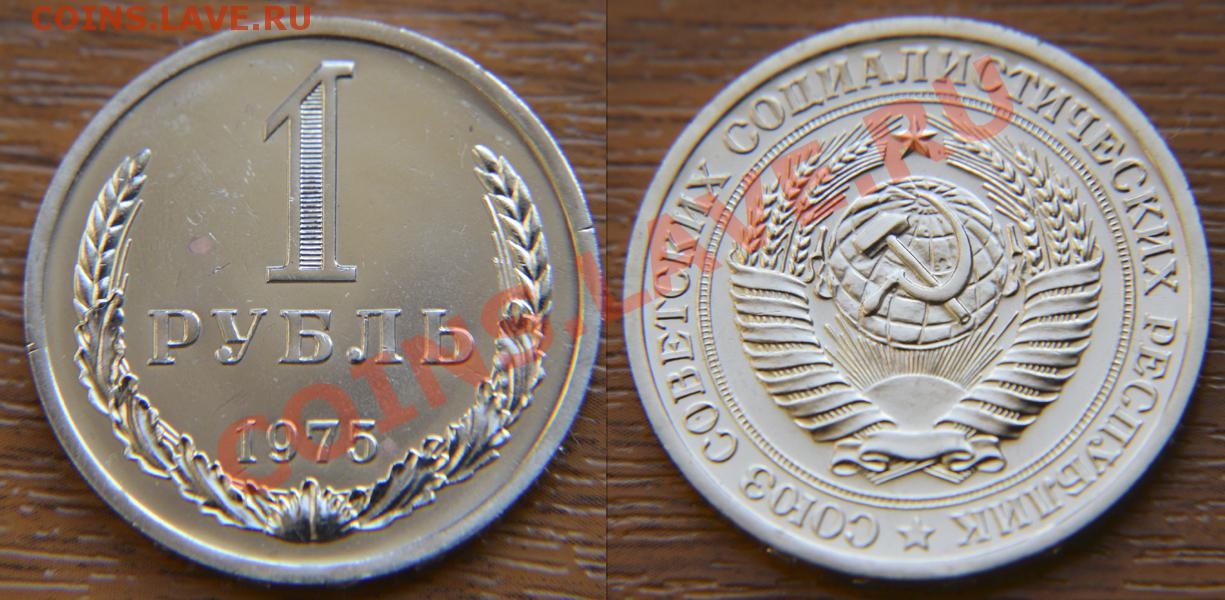 COINS.LAVE.RU
1
РУБЛЬ
1975
COINS.LAVE.RU
СОЮЗ СОВЕТСКИХ СОЦИАЛИСТИЧЕСКИХ РЕСПУБЛИК